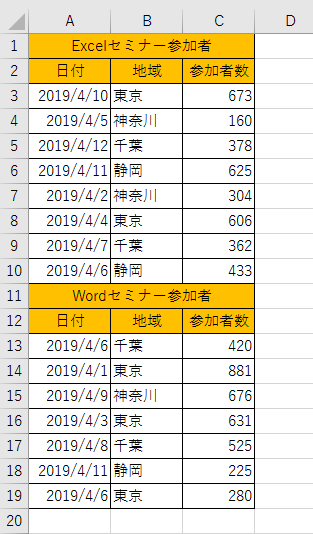 A B C D
1 Excelセミナー参加者
2 日付 地域 参加者数
3 2019/4/10 東京 673
4 2019/4/5 神奈川 160
5 2019/4/12 千葉 378
6 2019/4/11 静岡 625
7 2019/4/2 神奈川 304
8 2019/4/4 東京 606
9 2019/4/7 千葉 362
10 2019/4/6 静岡 433
11 Wordセミナー参加者
12 日付 地域 参加者数
13 2019/4/6 千葉 420
14 2019/4/1 東京 881
15 2019/4/9 神奈川 676
16 2019/4/3 東京 631
17 2019/4/8 千葉 525
18 2019/4/11 静岡 225
19 2019/4/6 東京 280
20